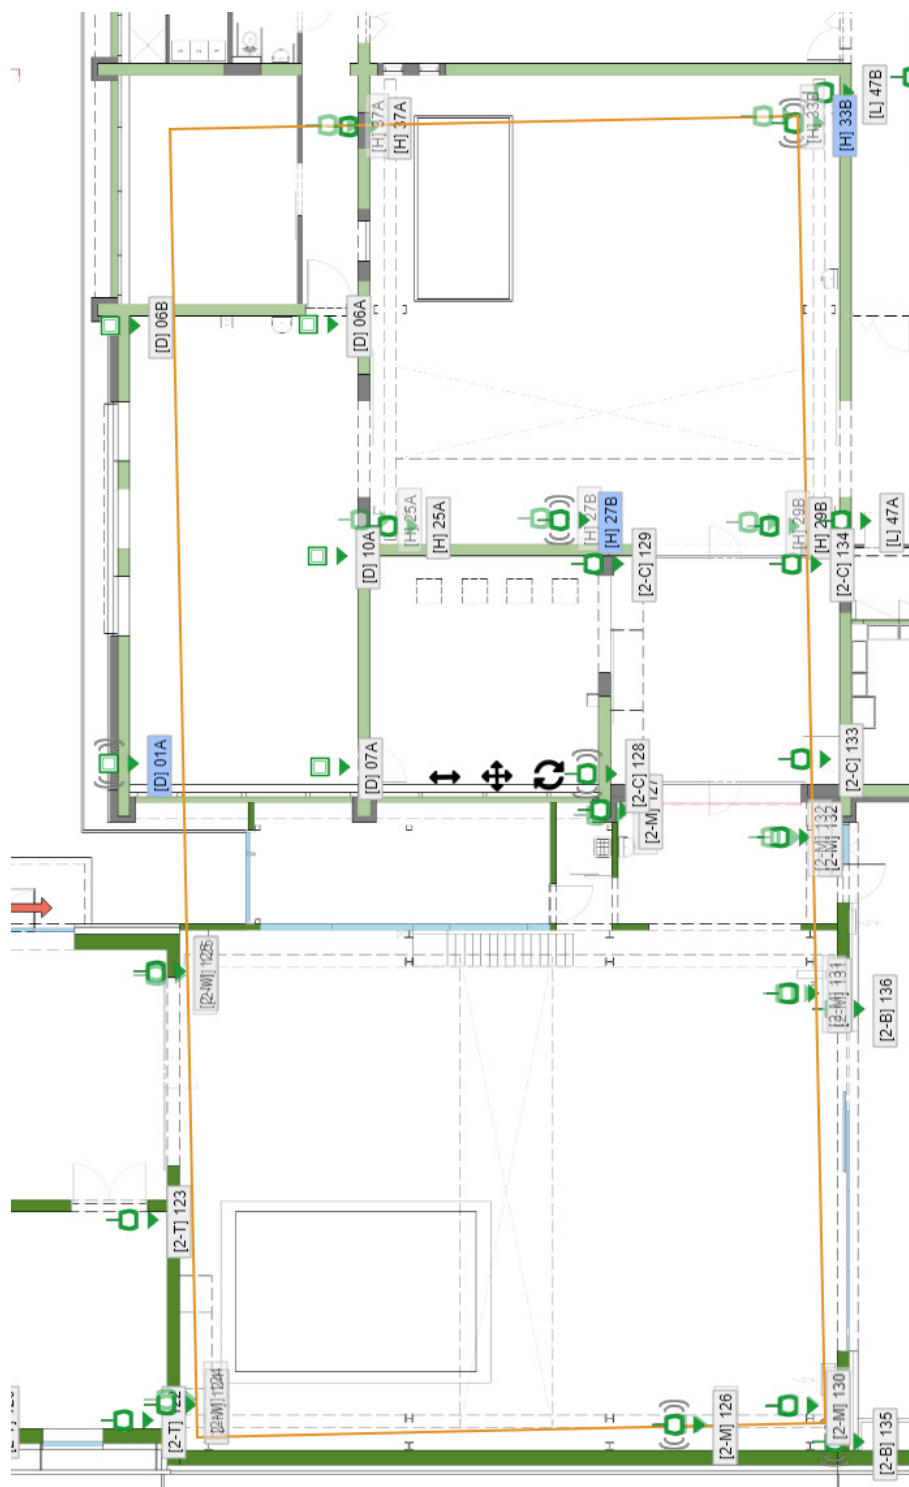 [L] 47B
[H] 37A
[H] 37A
[H] 33B
[H] 33B
[D] 06B
[D] 06A
[H] 25A
[H] 25A
[D] 10A
[H] 27B
[H] 27B
[2-C] 129
[H] 29B
[H] 29B
[2-C] 134
[L] 47A
[D] 01A
[D] 07A
[2-C] 128
[2-M] 127
[2-C] 133
[2-M] 132
[2-M] 131
[2-B] 136
[2-T] 123
[2-T] 122
[2-M] 126
[2-M] 130
[2-B] 135